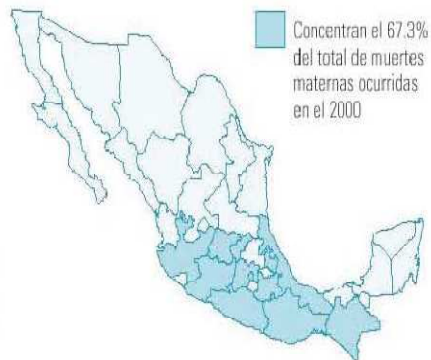 Concentran el 67.3%
del total de muertes
maternas ocurridas
en el 2000